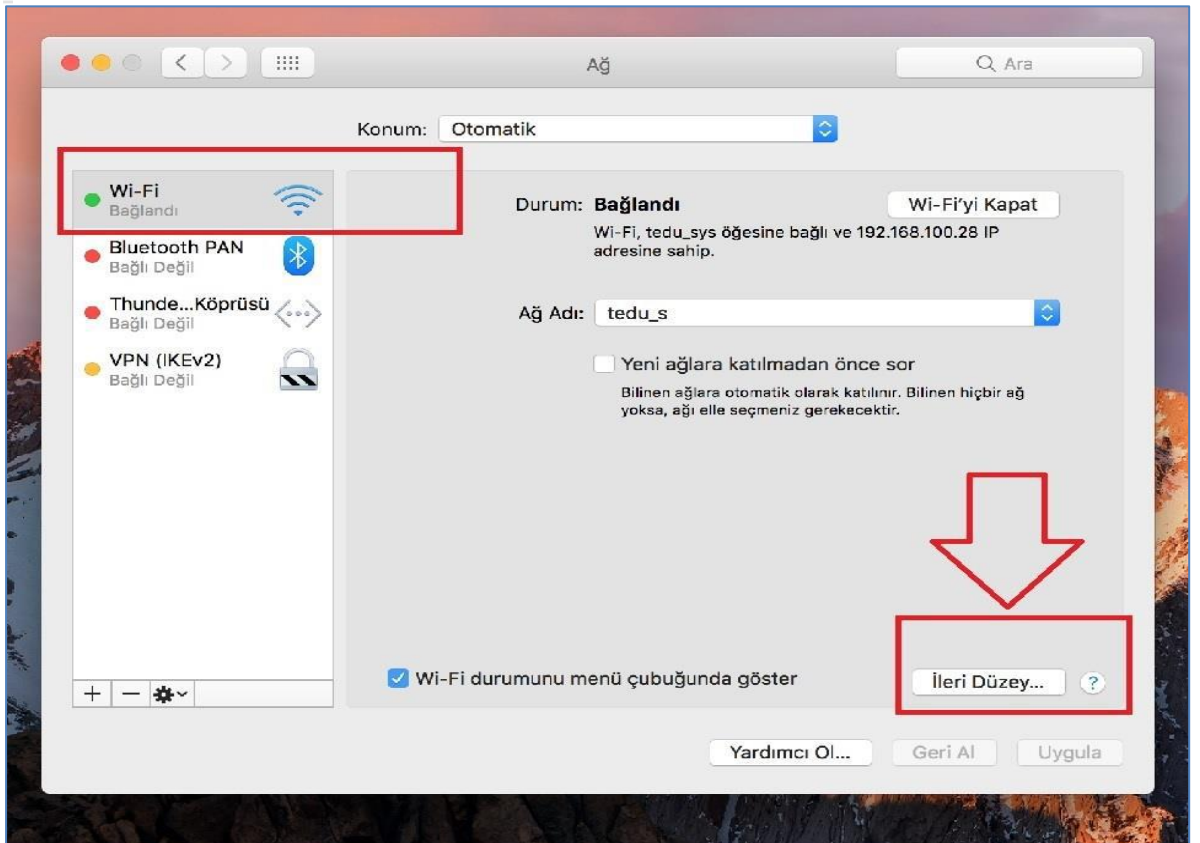 Ağ
Ara
Konum: Otomatik
Wi-Fi
Bağlandı
Bluetooth PAN
Bağlı Değil
Thunde...Köprüsü
Bağlı Değil
VPN (IKEv2)
Bağlı Değil
Durum: Bağlandı
Wi-Fi'yi Kapat
Wi-Fi, tedu_sys öğesine bağlı ve 192.168.100.28 IP
adresine sahip.
Ağ Adı: tedu_s
Yeni ağlara katılmadan önce sor
Bilinen ağlara otomatik olarak katılınır. Bilinen hiçbir ağ
yoksa, ağı elle seçmeniz gerekecektir.
Wi-Fi durumunu menü çubuğunda göster
İleri Düzey...
?
Yardımcı Ol...
Geri Al
Uygula